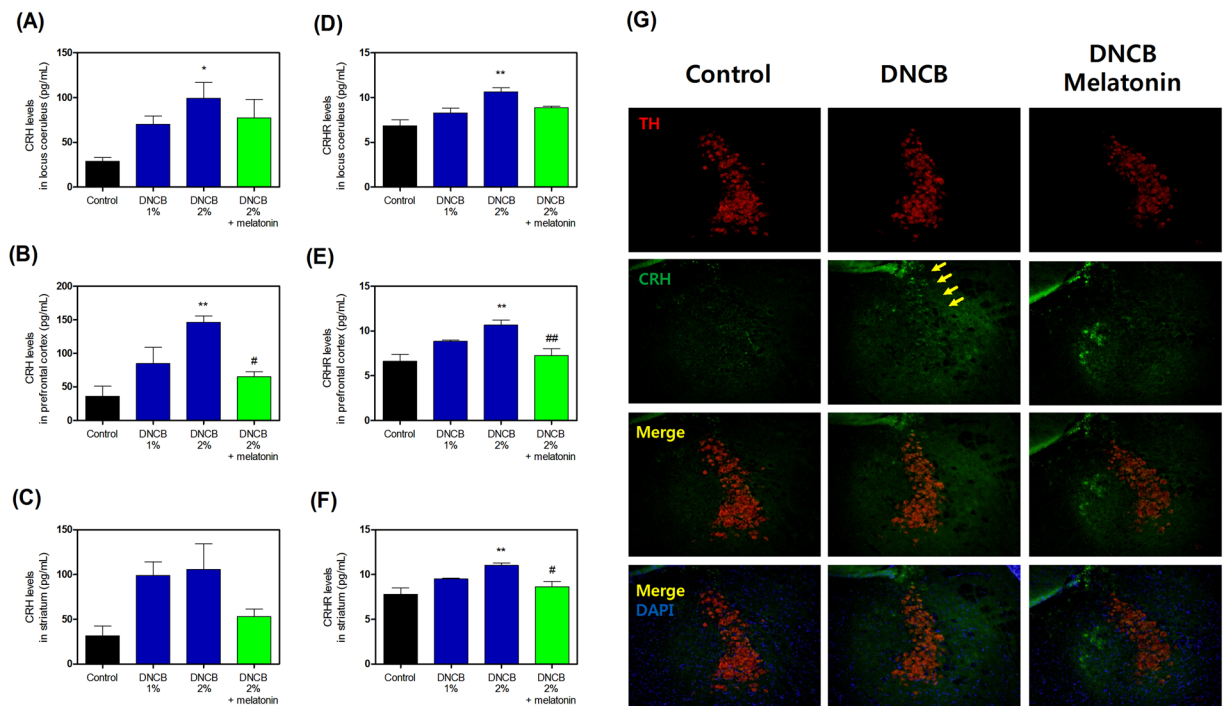 (A)
CRH levels
in locus coeruleus (pg/mL)
150
100
50
0
Control
DNCB
1%
*
DNCB
2%
DNCB
2%
+ melatonin
(D)
CRHR levels
in locus coeruleus (pg/mL)
15
10
5
0
Control
DNCB
1%
**
DNCB
2%
DNCB
2%
+ melatonin
(B)
CRH levels
in prefrontal cortex (pg/mL)
200
150
100
50
0
Control
DNCB
1%
**
DNCB
2%
#
DNCB
2%
+ melatonin
(E)
CRHR levels
in prefrontal cortex (pg/mL)
15
10
5
0
Control
DNCB
1%
**
DNCB
2%
##
DNCB
2%
+ melatonin
(C)
CRH levels
in striatum (pg/mL)
150
100
50
0
Control
DNCB
1%
DNCB
2%
DNCB
2%
+ melatonin
(F)
CRHR levels
in striatum (pg/mL)
15
10
5
0
Control
DNCB
1%
**
DNCB
2%
#
DNCB
2%
+ melatonin
(G)
Control
DNCB
DNCB
Melatonin
TH
CRH
Merge
Merge
DAPI